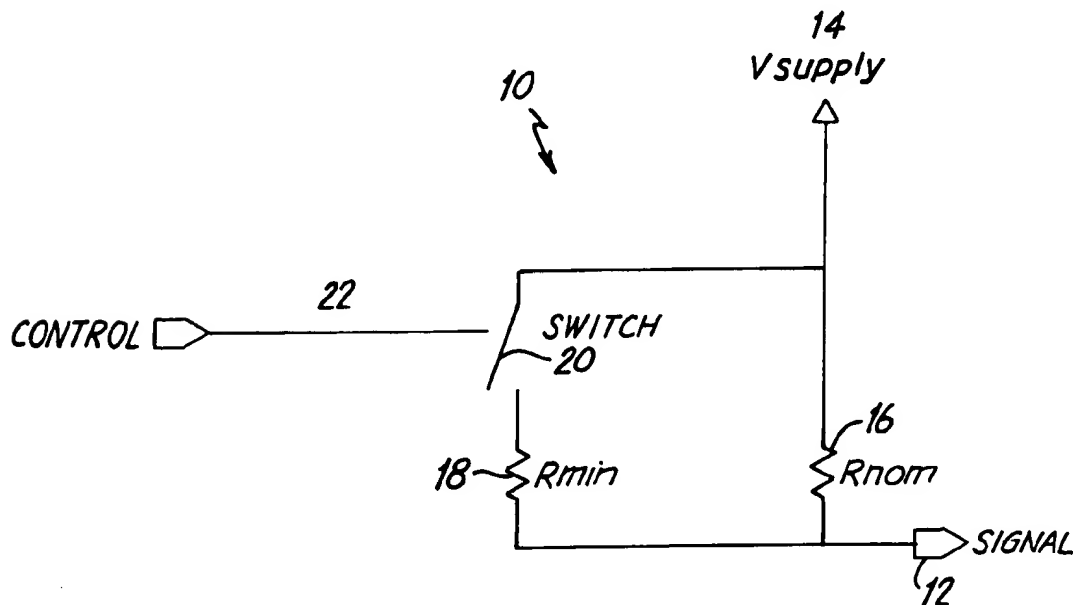 14
Vsupply
10
22
CONTROL
SWITCH
20
16
18
Rmin
Rnom
SIGNAL
12